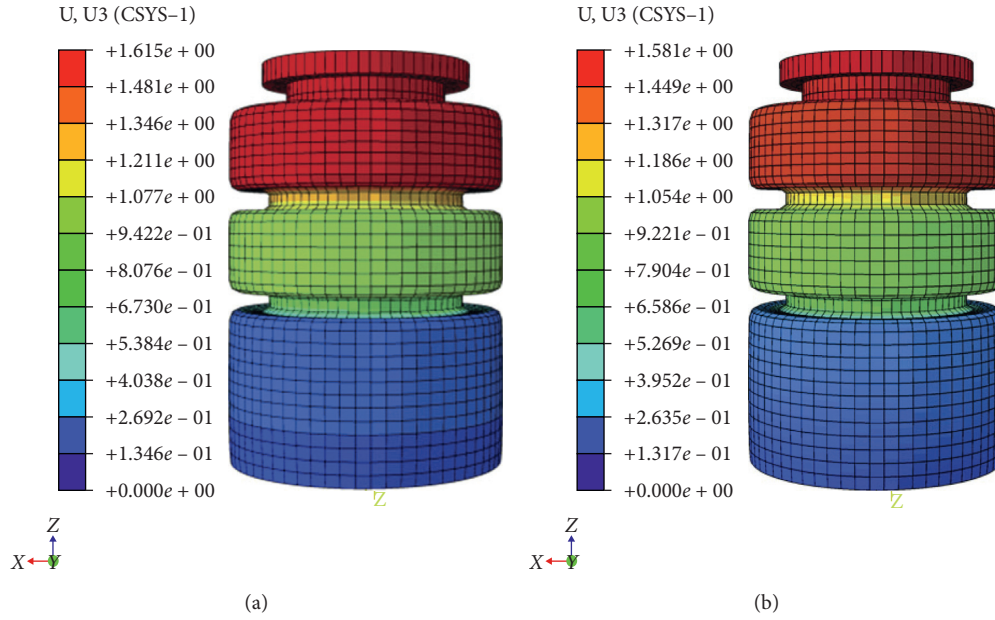 U, U3 (CSYS–1)
+1.615e + 00
+1.481e + 00
+1.346e + 00
+1.211e + 00
+1.077e + 00
+9.422e – 01
+8.076e – 01
+6.730e – 01
+5.384e – 01
+4.038e – 01
+2.692e – 01
+1.346e – 01
+0.000e + 00
Z
Z
X
Y
(a)
U, U3 (CSYS–1)
+1.581e + 00
+1.449e + 00
+1.317e + 00
+1.186e + 00
+1.054e + 00
+9.221e – 01
+7.904e – 01
+6.586e – 01
+5.269e – 01
+3.952e – 01
+2.635e – 01
+1.317e – 01
+0.000e + 00
Z
Z
X
Y
(b)